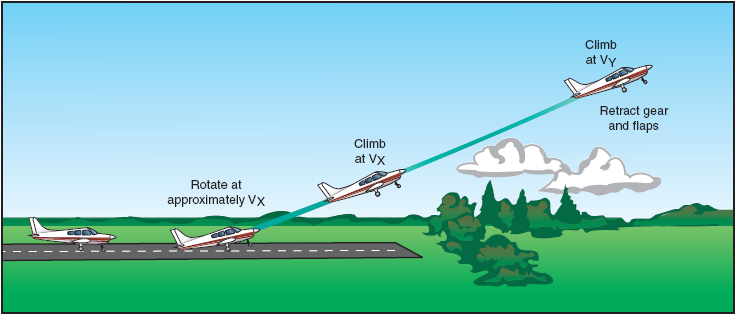 Climb
at VY
Retract gear
and flaps
Climb
at VX
Rotate at
approximately VX